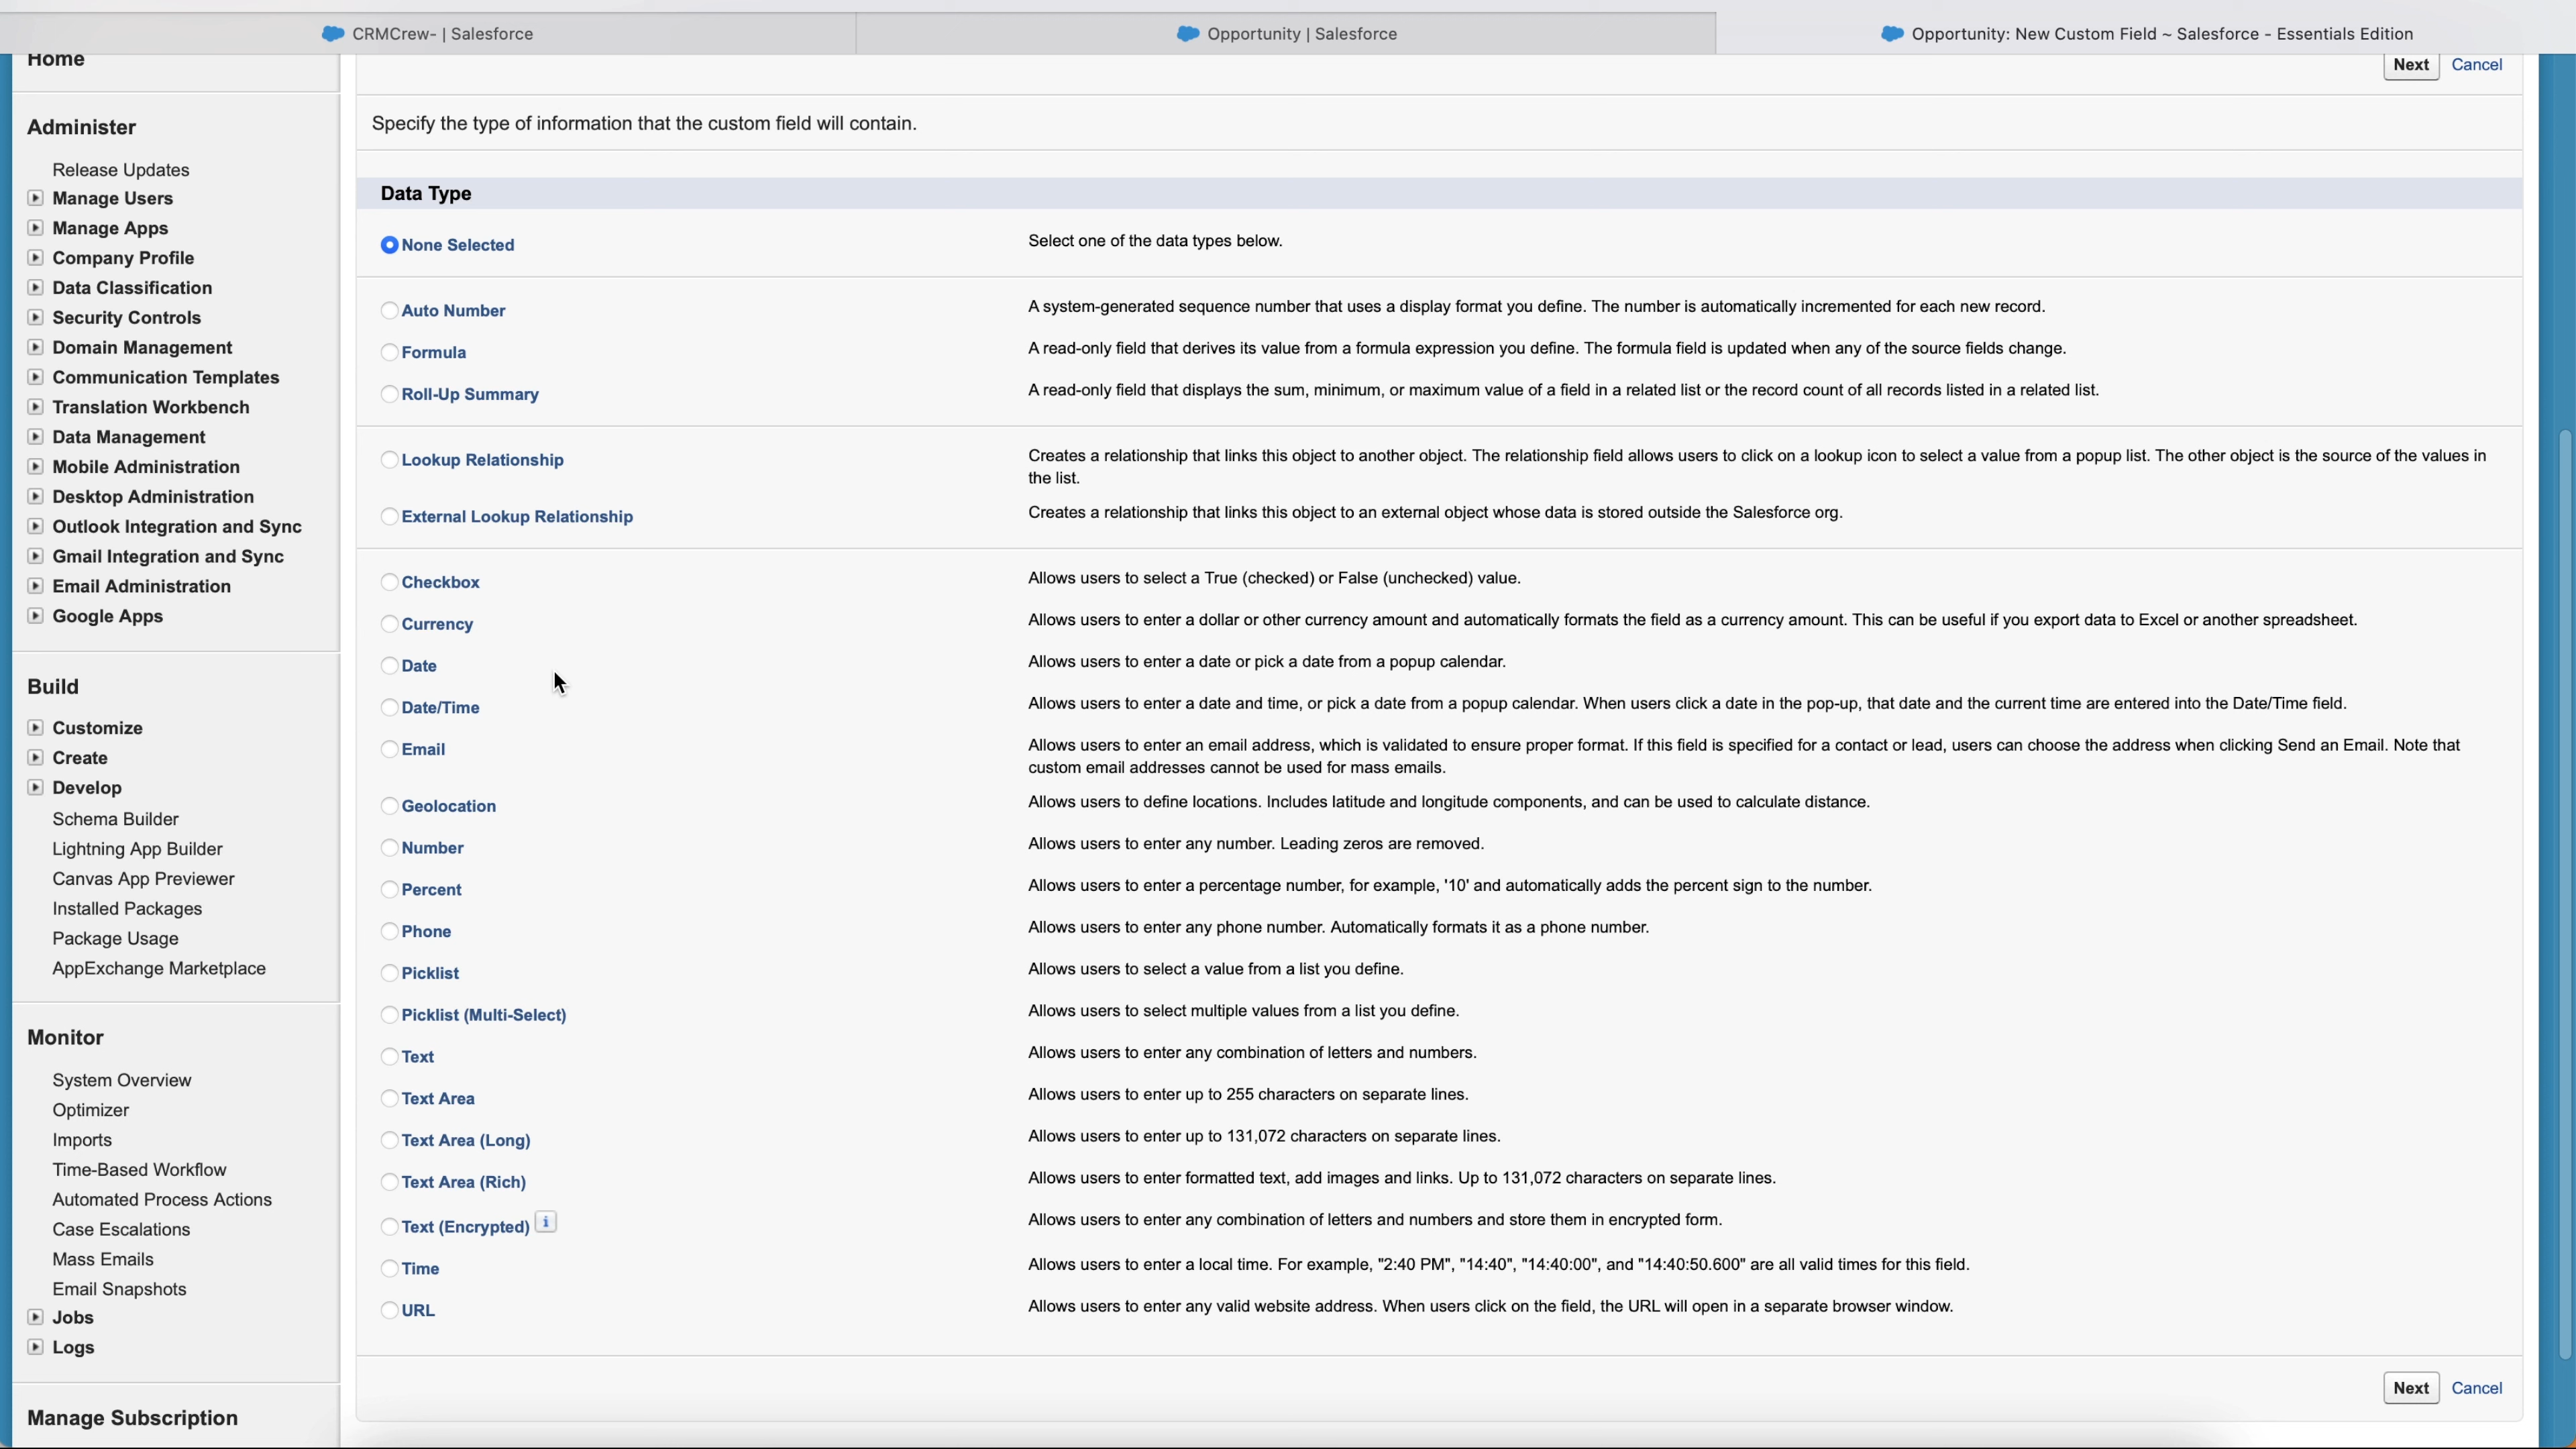 CRMCrew- | Salesforce
Opportunity | Salesforce
Opportunity: New Custom Field ~ Salesforce - Essentials Edition
Home
Administer
Release Updates
Manage Users
Manage Apps
Company Profile
Data Classification
Security Controls
Domain Management
Communication Templates
Translation Workbench
Data Management
Mobile Administration
Desktop Administration
Outlook Integration and Sync
Gmail Integration and Sync
Email Administration
Google Apps
Build
Customize
Create
Develop
Schema Builder
Lightning App Builder
Canvas App Previewer
Installed Packages
Package Usage
AppExchange Marketplace
Monitor
System Overview
Optimizer
Imports
Time-Based Workflow
Automated Process Actions
Case Escalations
Mass Emails
Email Snapshots
Jobs
Logs
Manage Subscription
Next Cancel
Specify the type of information that the custom field will contain.
Data Type
None Selected Select one of the data types below.
Auto Number A system-generated sequence number that uses a display format you define. The number is automatically incremented for each new record.
Formula A read-only field that derives its value from a formula expression you define. The formula field is updated when any of the source fields change.
Roll-Up Summary A read-only field that displays the sum, minimum, or maximum value of a field in a related list or the record count of all records listed in a related list.
Lookup Relationship Creates a relationship that links this object to another object. The relationship field allows users to click on a lookup icon to select a value from a popup list. The other object is the source of the values in
the list.
External Lookup Relationship Creates a relationship that links this object to an external object whose data is stored outside the Salesforce org.
Checkbox Allows users to select a True (checked) or False (unchecked) value.
Currency Allows users to enter a dollar or other currency amount and automatically formats the field as a currency amount. This can be useful if you export data to Excel or another spreadsheet.
Date Allows users to enter a date or pick a date from a popup calendar.
Date/Time Allows users to enter a date and time, or pick a date from a popup calendar. When users click a date in the pop-up, that date and the current time are entered into the Date/Time field.
Email Allows users to enter an email address, which is validated to ensure proper format. If this field is specified for a contact or lead, users can choose the address when clicking Send an Email. Note that
custom email addresses cannot be used for mass emails.
Geolocation Allows users to define locations. Includes latitude and longitude components, and can be used to calculate distance.
Number Allows users to enter any number. Leading zeros are removed.
Percent Allows users to enter a percentage number, for example, '10' and automatically adds the percent sign to the number.
Phone Allows users to enter any phone number. Automatically formats it as a phone number.
Picklist Allows users to select a value from a list you define.
Picklist (Multi-Select) Allows users to select multiple values from a list you define.
Text Allows users to enter any combination of letters and numbers.
Text Area Allows users to enter up to 255 characters on separate lines.
Text Area (Long) Allows users to enter up to 131,072 characters on separate lines.
Text Area (Rich) Allows users to enter formatted text, add images and links. Up to 131,072 characters on separate lines.
Text (Encrypted) i Allows users to enter any combination of letters and numbers and store them in encrypted form.
Time Allows users to enter a local time. For example, "2:40 PM", "14:40", "14:40:00", and "14:40:50.600" are all valid times for this field.
URL Allows users to enter any valid website address. When users click on the field, the URL will open in a separate browser window.
Next Cancel